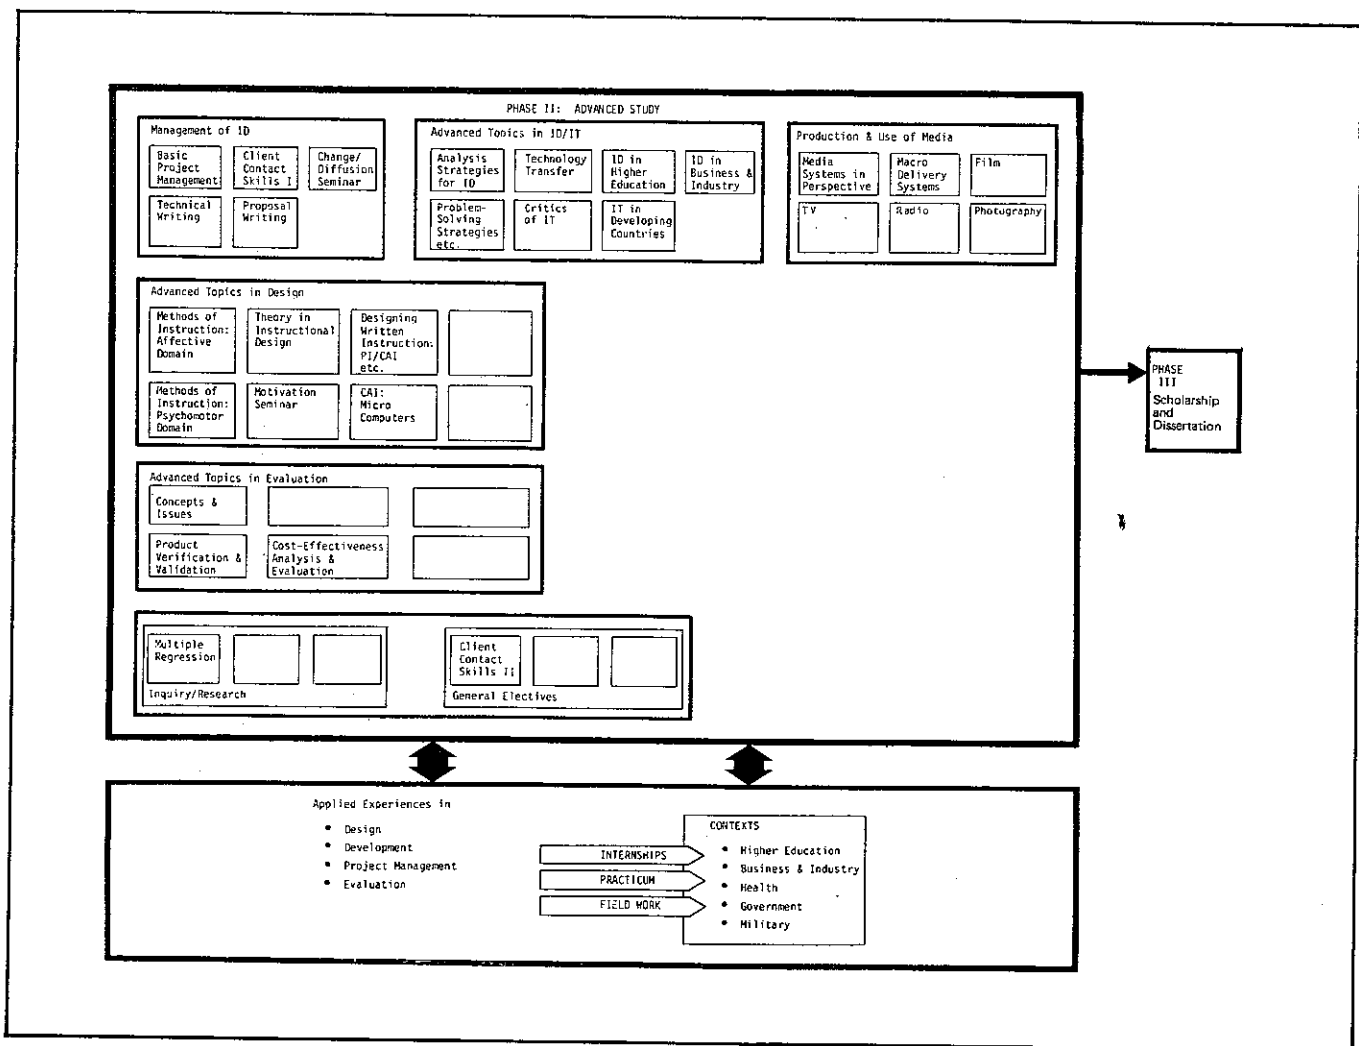 PHASE II: ADVANCED STUDY
Management of ID
Basic
Project
Management
Client
Contact
Skills I
Change/
Diffusion
Seminar
Technical
Writing
Proposal
Writing
Advanced Topics in ID/IT
Analysis
Strategies
for ID
Technology
Transfer
ID in
Higher
Education
ID in
Business &
Industry
Problem-
Solving
Strategies
etc.
Critics
of IT
IT in
Developing
Countries
Production & Use of Media
Media
Systems in
Perspective
Macro
Delivery
Systems
Film
TV
Radio
Photography
Advanced Topics in Design
Methods of
Instruction:
Affective
Domain
Theory in
Instructional
Design
Designing
Written
Instruction:
PI/CAI
etc.
Methods of
Instruction:
Psychomotor
Domain
Motivation
Seminar
CAI:
Micro
Computers
Advanced Topics in Evaluation
Concepts &
Issues
Product
Verification &
Validation
Cost-Effectiveness
Analysis &
Evaluation
Multiple
Regression
Inquiry/Research
Client
Contact
Skills II
General Electives
PHASE
III
Scholarship
and
Dissertation
Applied Experiences in
• Design
• Development
• Project Management
• Evaluation
INTERNSHIPS
PRACTICUM
FIELD WORK
CONTEXTS
• Higher Education
• Business & Industry
• Health
• Government
• Military